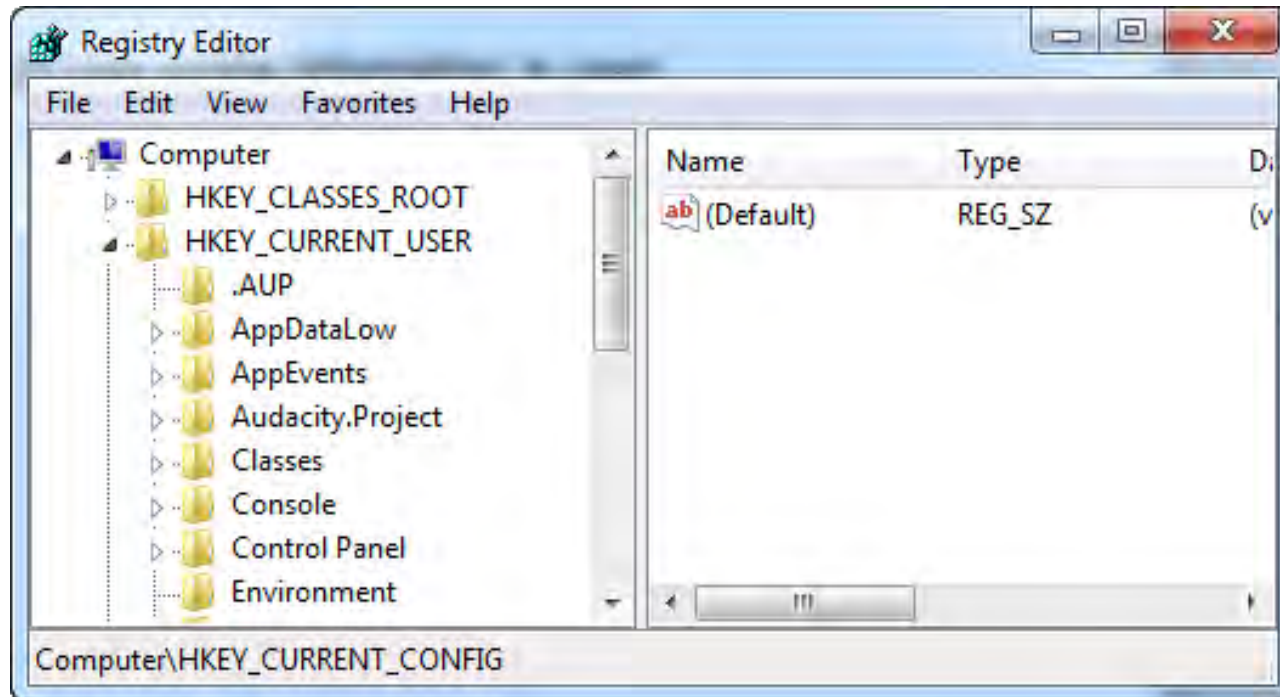 Registry Editor
File Edit View Favorites Help
Computer
HKEY_CLASSES_ROOT
HKEY_CURRENT_USER
.AUP
AppDataLow
AppEvents
Audacity.Project
Classes
Console
Control Panel
Environment
Name Type
ab (Default) REG_SZ (v
Computer\HKEY_CURRENT_CONFIG